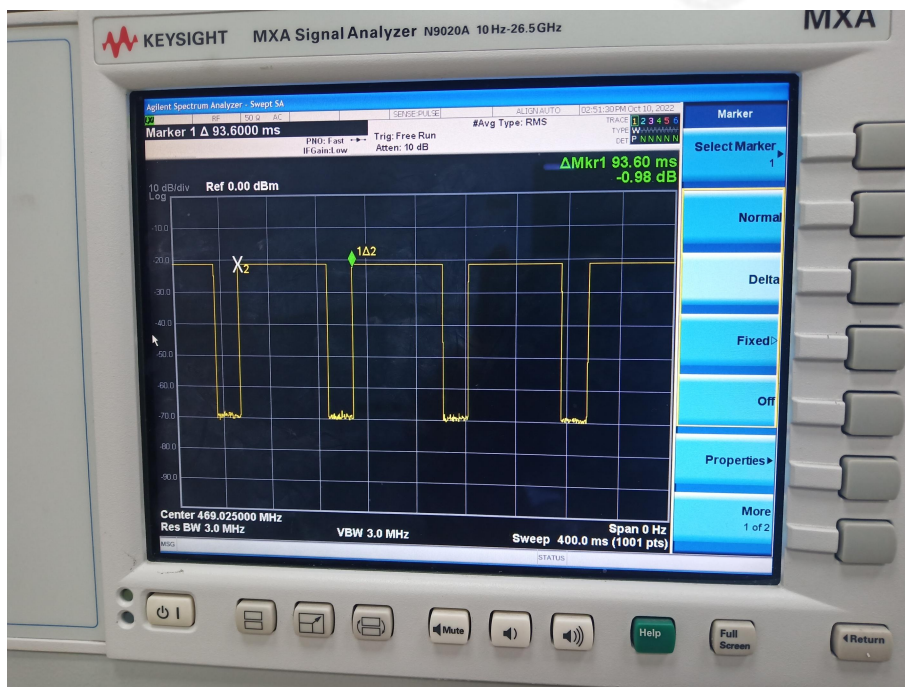 MXA
KEYSIGHT MXA Signal Analyzer N9020A 10 Hz-26.5GHz
Agilent Spectrum Analyzer - Swept SA
RF 50 Ω AC SENSE:PULSE ALIGNAUTO 02:51:30 PM Oct 10, 2022
Marker 1 Δ 93.6000 ms
PNO: Fast
IFGain:Low
Trig: Free Run
Atten: 10 dB
#Avg Type: RMS
TRACE 1 2 3 4 5 6
TYPE W
DET P N N N N N
ΔMkr1 93.60 ms
-0.98 dB
10 dB/div Ref 0.00 dBm
Log
-10.0
-20.0
-30.0
-40.0
-50.0
-60.0
-70.0
-80.0
-90.0
X2
1Δ2
Center 469.025000 MHz
Span 0 Hz
Res BW 3.0 MHz
VBW 3.0 MHz
Sweep 400.0 ms (1001 pts)
MSG
STATUS
Marker
Select Marker
1
Normal
Delta
Fixed
Off
Properties
More
1 of 2
Mute
Help
Full
Screen
Return